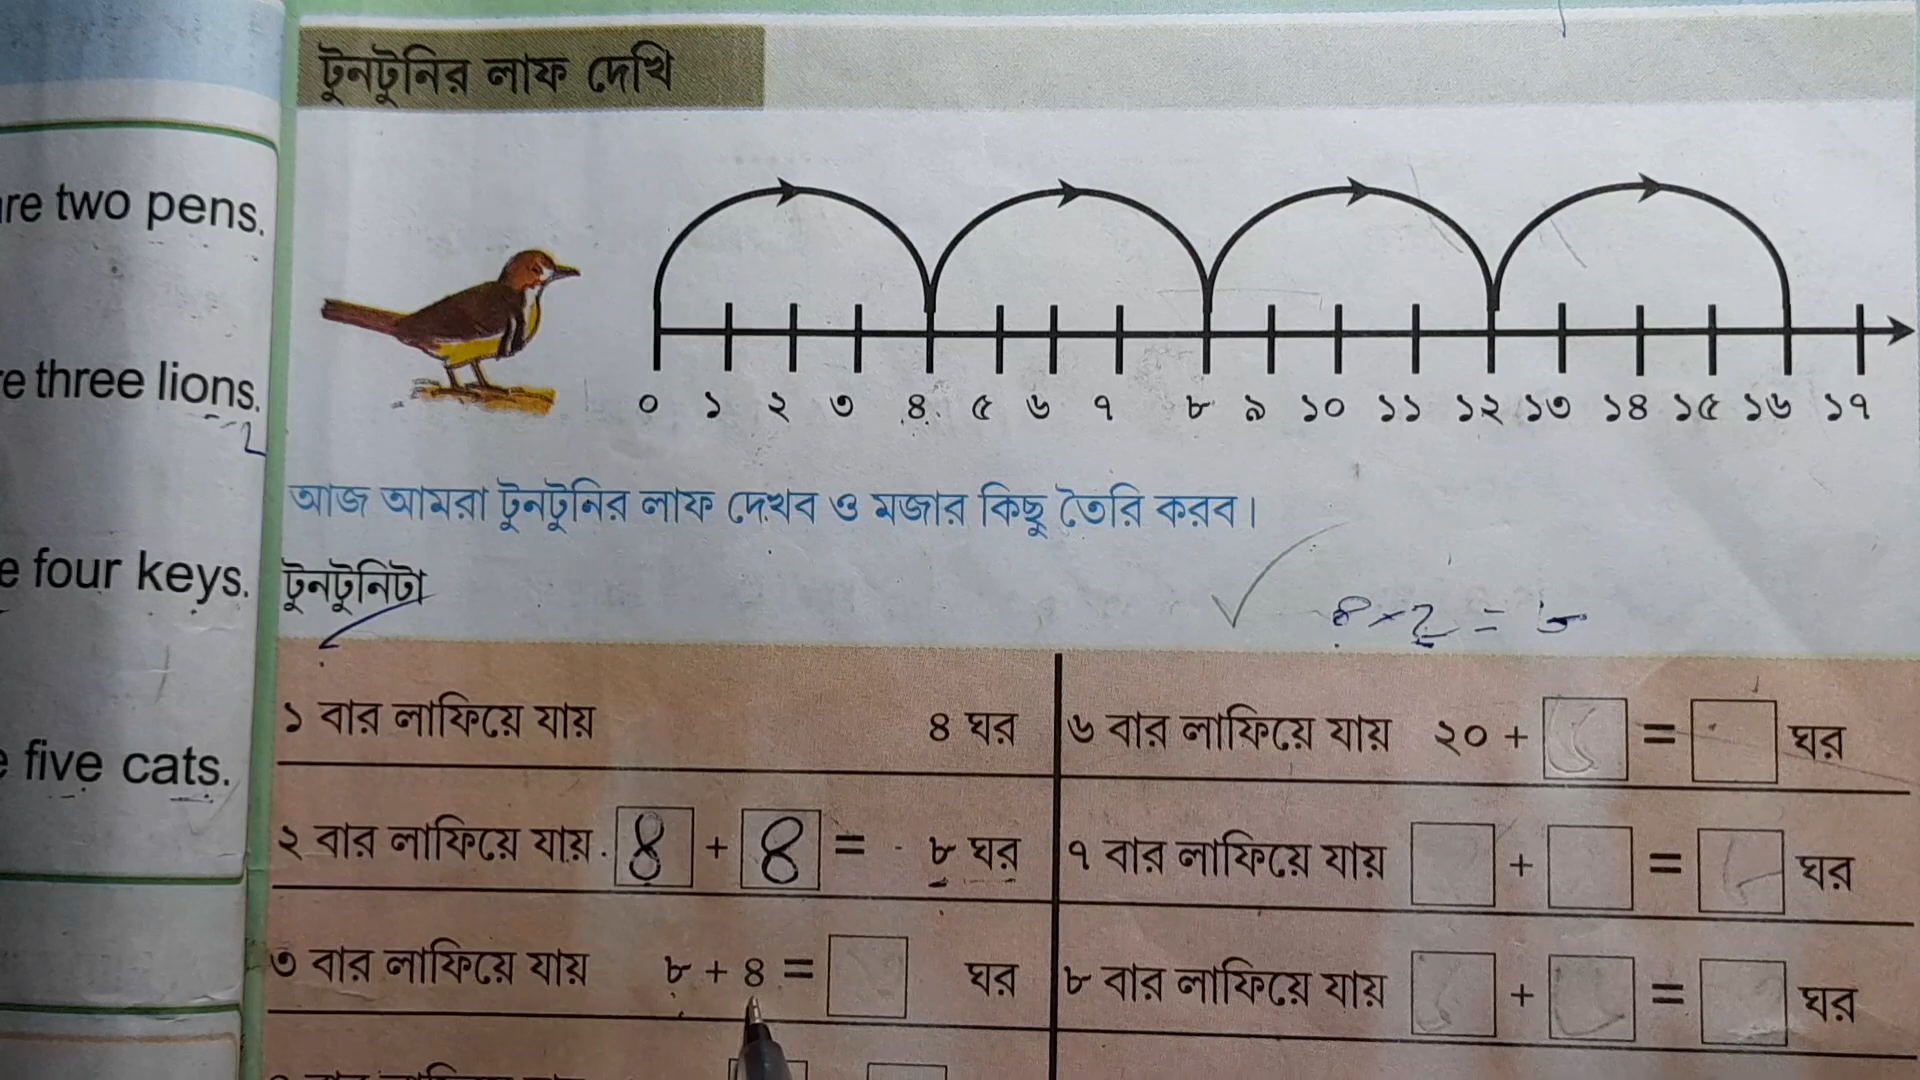 টুনটুনির লাফ দেখি
are two pens.
e three lions.
e four keys.
e five cats.
০ ১ ২ ৩ ৪ ৫ ৬ ৭ ৮ ৯ ১০ ১১ ১২ ১৩ ১৪ ১৫ ১৬ ১৭
আজ আমরা টুনটুনির লাফ দেখব ও মজার কিছু তৈরি করব।
টুনটুনিটা
৪×২ = ৮
১ বার লাফিয়ে যায় ৪ ঘর
২ বার লাফিয়ে যায় ৪ + ৪ = ৮ ঘর
৩ বার লাফিয়ে যায় ৮ + ৪ = ঘর
৬ বার লাফিয়ে যায় ২০ + = ঘর
৭ বার লাফিয়ে যায় + = ঘর
৮ বার লাফিয়ে যায় + = ঘর